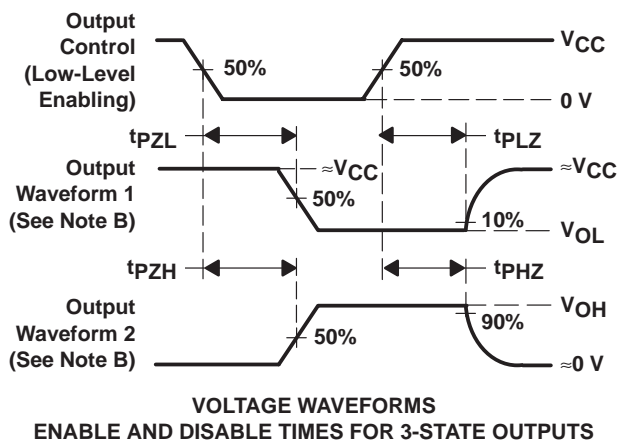 Output
Control
(Low-Level
Enabling)
50%
50%
VCC
0 V
tPZL
tPLZ
Output
Waveform 1
(See Note B)
≈VCC
50%
≈VCC
10%
VOL
tPZH
tPHZ
Output
Waveform 2
(See Note B)
50%
VOH
90%
≈0 V
VOLTAGE WAVEFORMS
ENABLE AND DISABLE TIMES FOR 3-STATE OUTPUTS